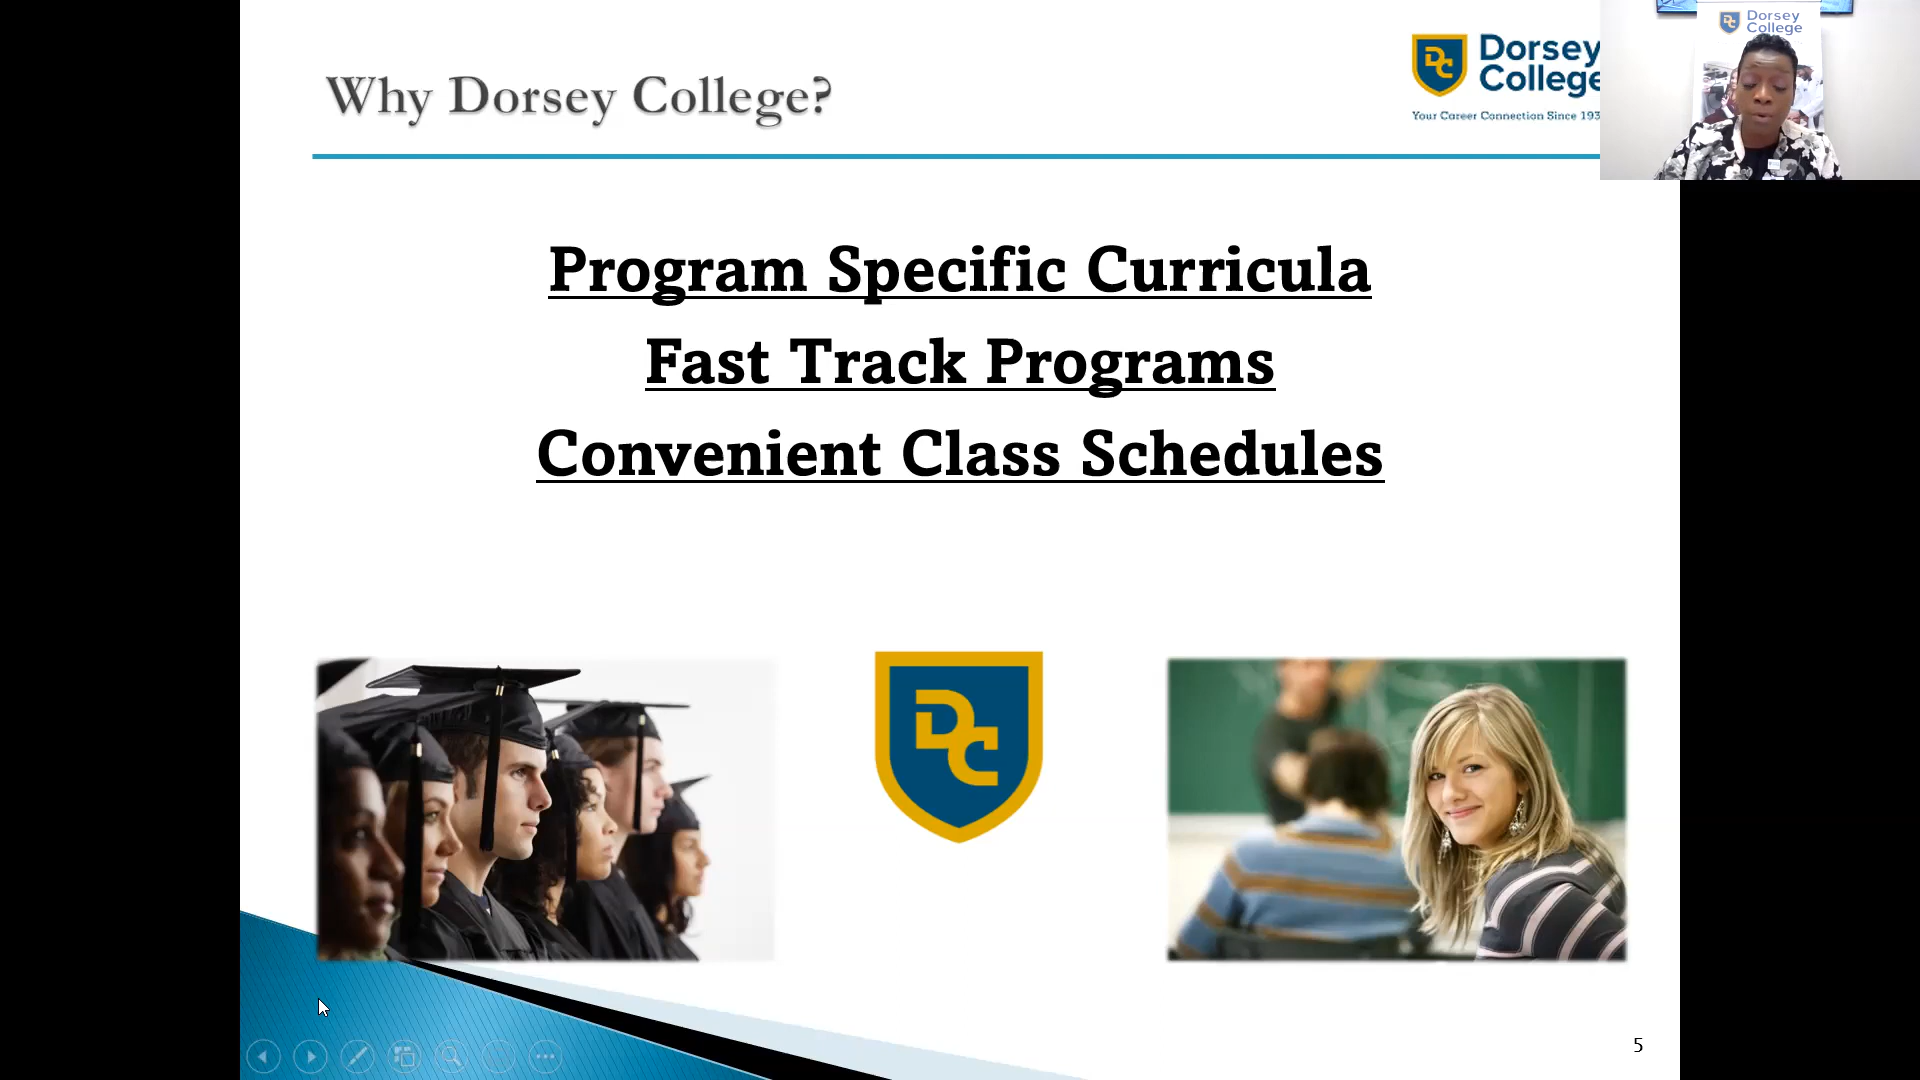 Why Dorsey College?
Dorsey
College
Your Career Connection Since 193
Dorsey
College
Program Specific Curricula
Fast Track Programs
Convenient Class Schedules
DC
5